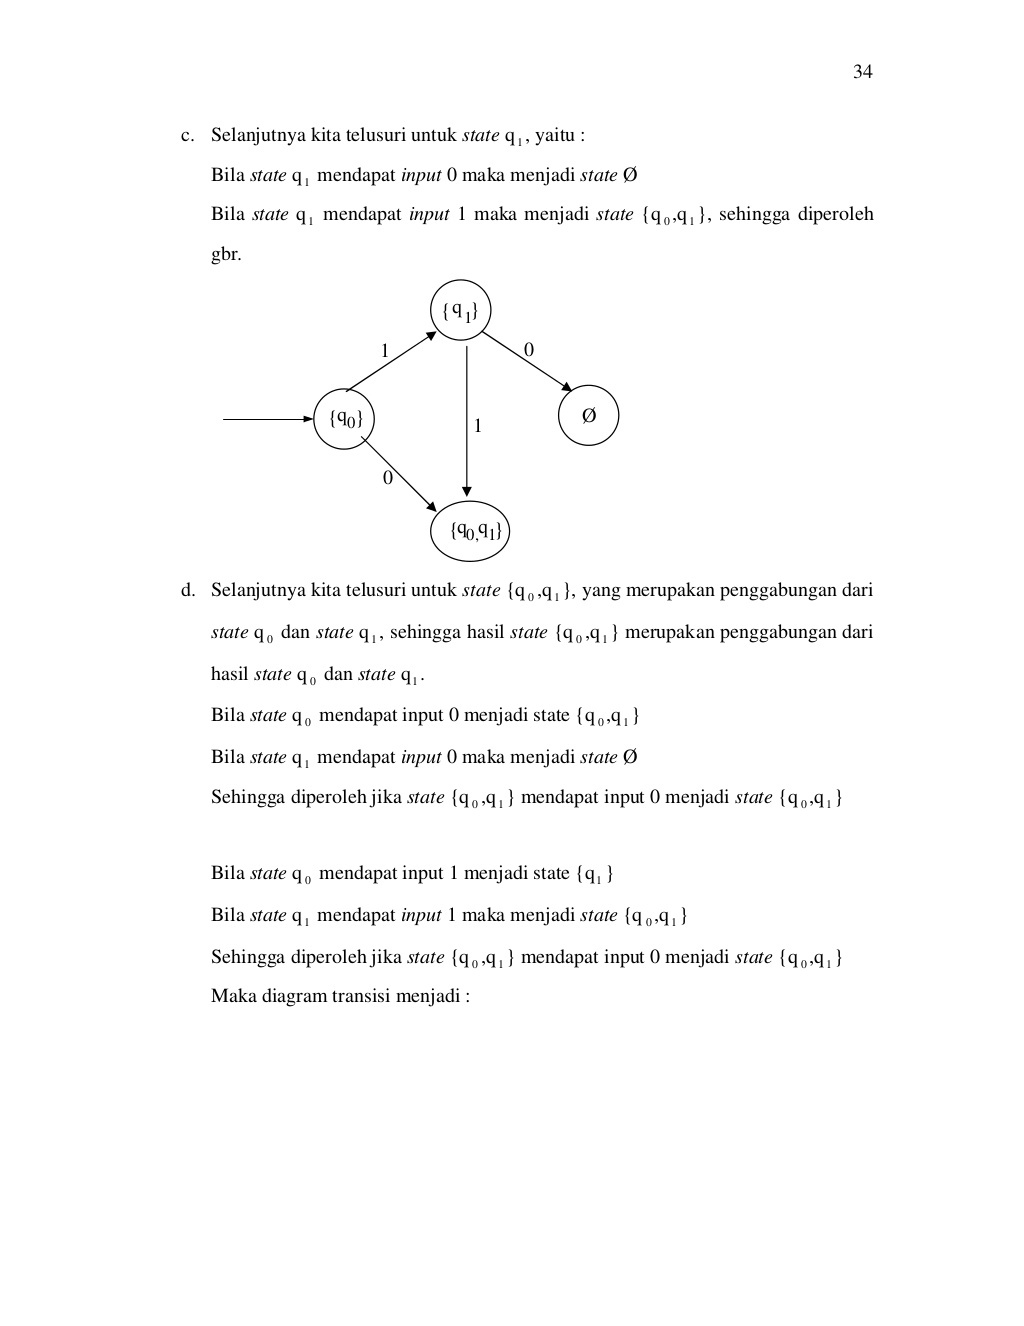 34
c. Selanjutnya kita telusuri untuk state q₁, yaitu :
Bila state q₁ mendapat input 0 maka menjadi state Ø
Bila state q₁ mendapat input 1 maka menjadi state {q₀,q₁}, sehingga diperoleh
gbr.
{q₁}
1
0
{q₀}
Ø
1
0
{q₀,q₁}
d. Selanjutnya kita telusuri untuk state {q₀,q₁}, yang merupakan penggabungan dari
state q₀ dan state q₁, sehingga hasil state {q₀,q₁} merupakan penggabungan dari
hasil state q₀ dan state q₁.
Bila state q₀ mendapat input 0 menjadi state {q₀,q₁}
Bila state q₁ mendapat input 0 maka menjadi state Ø
Sehingga diperoleh jika state {q₀,q₁} mendapat input 0 menjadi state {q₀,q₁}
Bila state q₀ mendapat input 1 menjadi state {q₁}
Bila state q₁ mendapat input 1 maka menjadi state {q₀,q₁}
Sehingga diperoleh jika state {q₀,q₁} mendapat input 0 menjadi state {q₀,q₁}
Maka diagram transisi menjadi :